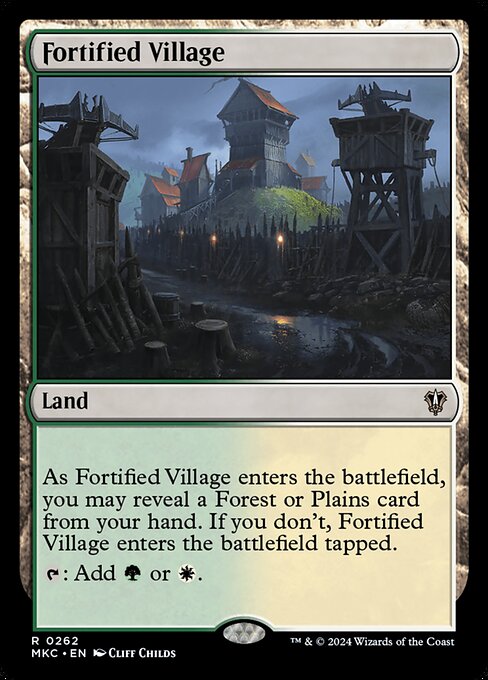 Fortified Village
Land
As Fortified Village enters the battlefield,
you may reveal a Forest or Plains card
from your hand. If you don't, Fortified
Village enters the battlefield tapped.
: Add or .
R 0262
MKC • EN Cliff Childs
™ & © 2024 Wizards of the Coast